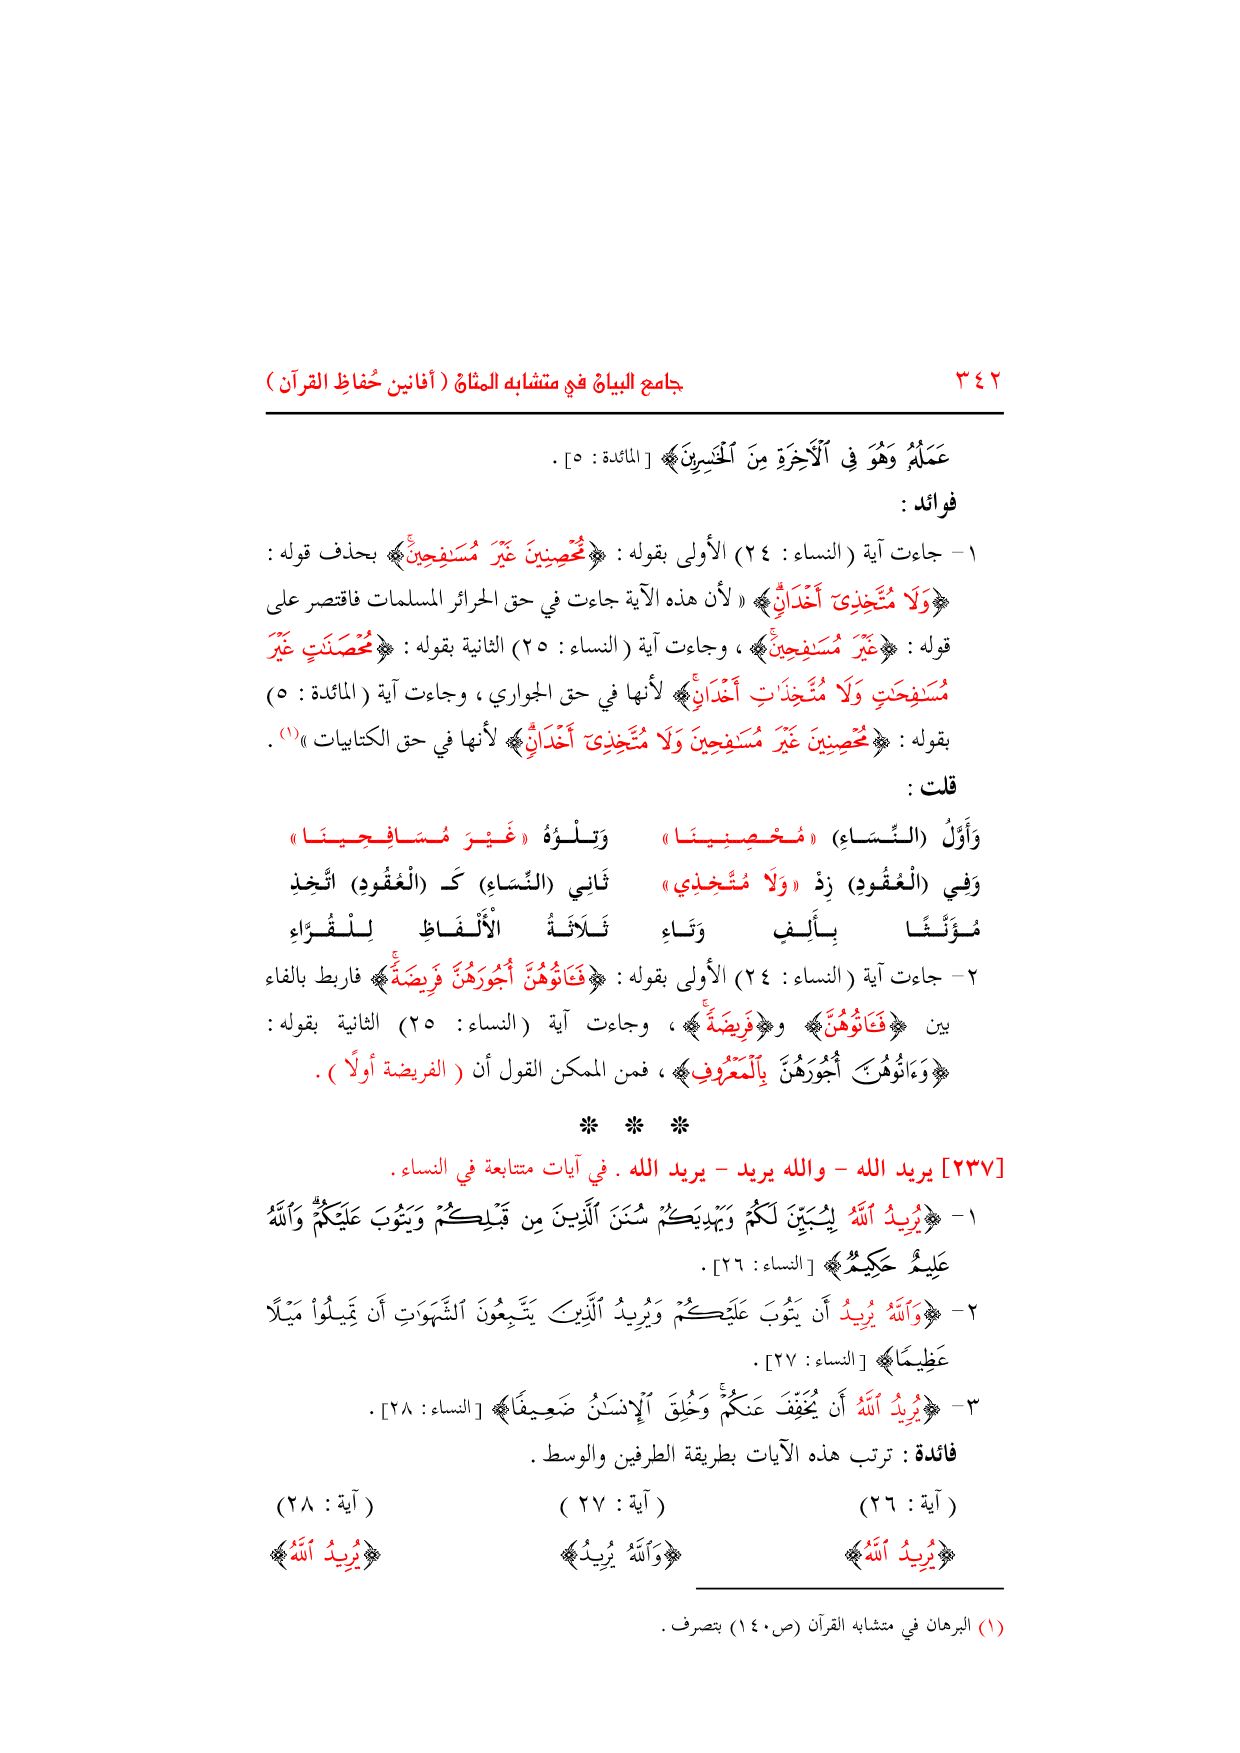 ٣٤٢ جامع البيان في متشابه المثان ( أفانين حُفاظِ القرآن )
عَمَلُهُۥ وَهُوَ فِى ٱلْأَخِرَةِ مِنَ ٱلْخَٰسِرِينَ﴾ [المائدة : ٥] .
فوائد :
١- جاءت آية (النساء : ٢٤) الأولى بقوله : ﴿مُّحْصِنِينَ غَيْرَ مُسَٰفِحِينَۚ﴾ بحذف قوله :
﴿وَلَا مُتَّخِذِىٓ أَخْدَانٍۗ﴾ « لأن هذه الآية جاءت في حق الحرائر المسلمات فاقتصر على
قوله : ﴿غَيْرَ مُسَٰفِحِينَۚ﴾ ، وجاءت آية (النساء : ٢٥) الثانية بقوله : ﴿مُحْصَنَٰتٍ غَيْرَ
مُسَٰفِحَٰتٍ وَلَا مُتَّخِذَٰتِ أَخْدَانٍۚ﴾ لأنها في حق الجواري ، وجاءت آية (المائدة : ٥)
بقوله : ﴿مُحْصِنِينَ غَيْرَ مُسَٰفِحِينَ وَلَا مُتَّخِذِىٓ أَخْدَانٍۗ﴾ لأنها في حق الكتابيات »(١) .
قلت :
وَأَوَّلُ (النِّسَاءِ) «مُحْصِنِينَا» وَتِلْوُهُ «غَيْرَ مُسَافِحِينَا»
وَفِي (الْعُقُودِ) زِدْ «وَلَا مُتَّخِذِي» ثَانِي (النِّسَاءِ) كَـ (الْعُقُودِ) اتَّخِذِ
مُؤَنَّثًا بِأَلِفٍ وَتَاءِ ثَلَاثَةُ الْأَلْفَاظِ لِلْقُرَّاءِ
٢- جاءت آية (النساء : ٢٤) الأولى بقوله : ﴿فَـَٔاتُوهُنَّ أُجُورَهُنَّ فَرِيضَةًۚ﴾ فاربط بالفاء
بين ﴿فَـَٔاتُوهُنَّ﴾ و﴿فَرِيضَةًۚ﴾ ، وجاءت آية (النساء : ٢٥) الثانية بقوله :
﴿وَءَاتُوهُنَّ أُجُورَهُنَّ بِٱلْمَعْرُوفِ﴾ ، فمن الممكن القول أن ( الفريضة أولًا ) .
❊ ❊ ❊
[٢٣٧] يريد الله - والله يريد - يريد الله . في آيات متتابعة في النساء .
١- ﴿يُرِيدُ ٱللَّهُ لِيُبَيِّنَ لَكُمْ وَيَهْدِيَكُمْ سُنَنَ ٱلَّذِينَ مِن قَبْلِكُمْ وَيَتُوبَ عَلَيْكُمْۗ وَٱللَّهُ
عَلِيمٌ حَكِيمٌ﴾ [النساء : ٢٦] .
٢- ﴿وَٱللَّهُ يُرِيدُ أَن يَتُوبَ عَلَيْكُمْ وَيُرِيدُ ٱلَّذِينَ يَتَّبِعُونَ ٱلشَّهَوَٰتِ أَن تَمِيلُوا۟ مَيْلًا
عَظِيمًا﴾ [النساء : ٢٧] .
٣- ﴿يُرِيدُ ٱللَّهُ أَن يُخَفِّفَ عَنكُمْۚ وَخُلِقَ ٱلْإِنسَٰنُ ضَعِيفًا﴾ [النساء : ٢٨] .
فائدة : ترتب هذه الآيات بطريقة الطرفين والوسط .
( آية : ٢٦) ( آية : ٢٧ ) ( آية : ٢٨)
﴿يُرِيدُ ٱللَّهُ﴾ ﴿وَٱللَّهُ يُرِيدُ﴾ ﴿يُرِيدُ ٱللَّهُ﴾
(١) البرهان في متشابه القرآن (ص١٤٠) بتصرف .